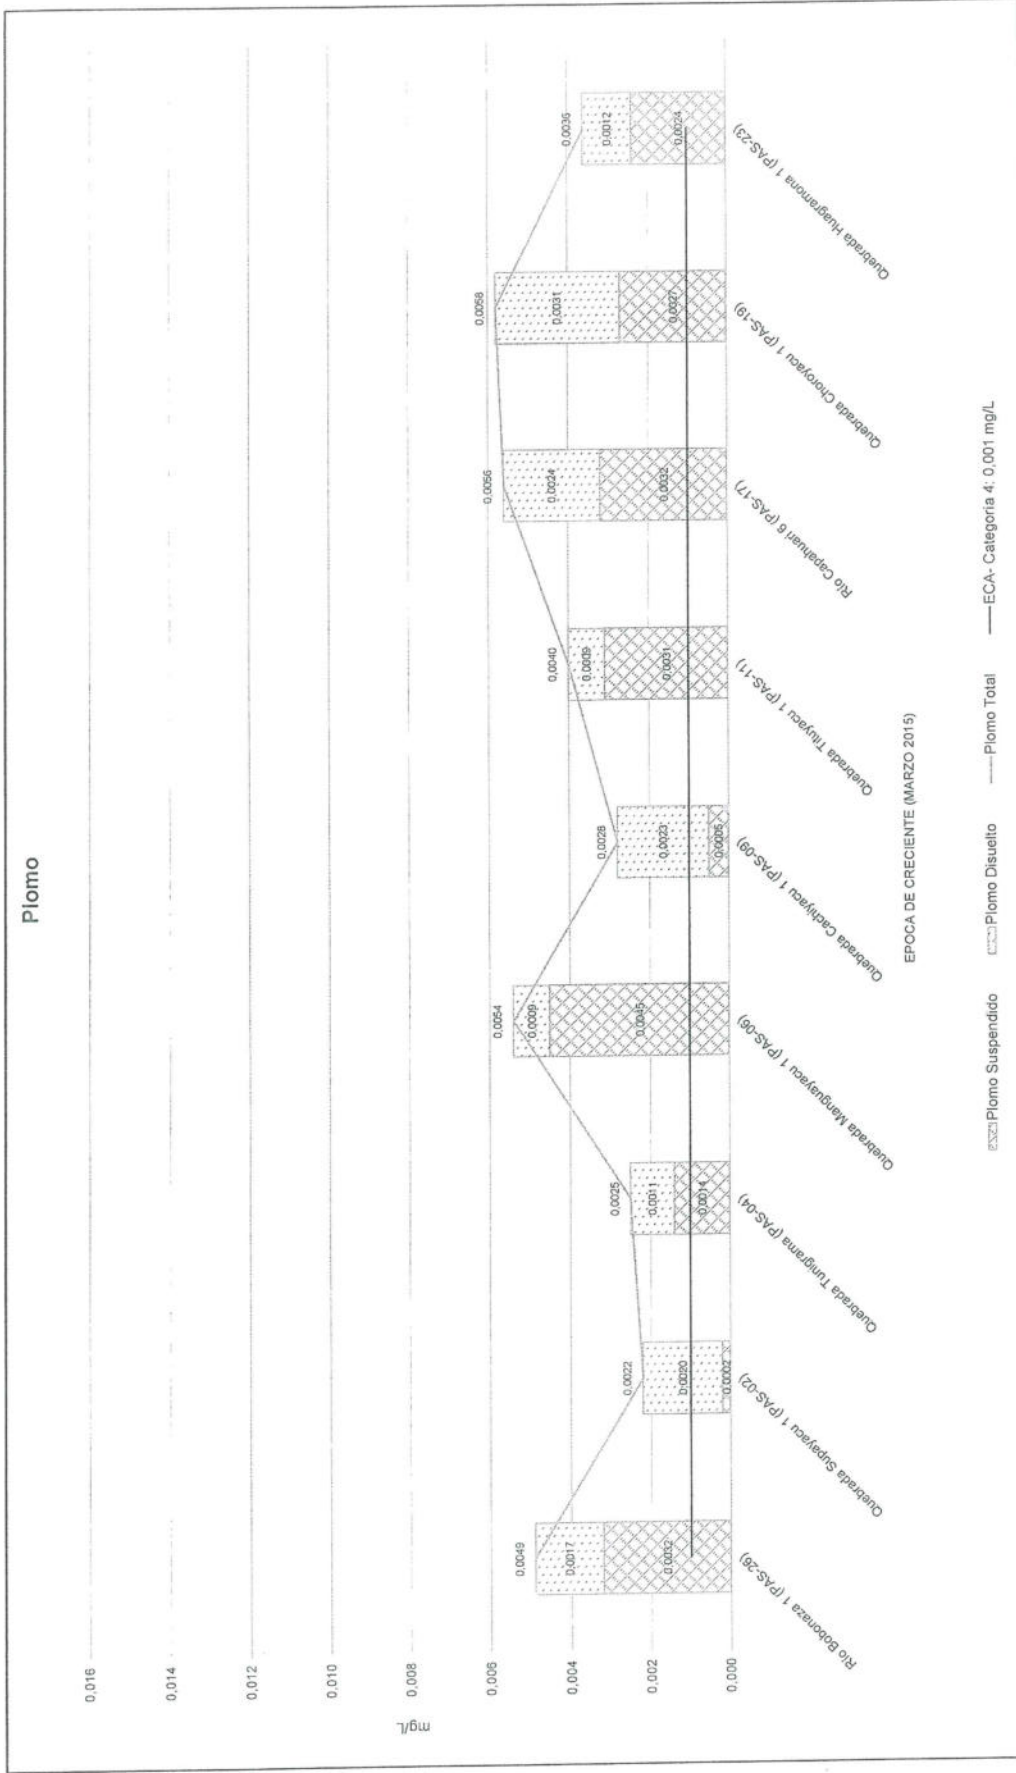 Plomo
0,016
0,014
0,012
0,010
0,008
0,006
0,004
0,002
0,000
mg/L
0,0049
0,0017
0,0032
0,0022
0,0020
0,0002
0,0025
0,0011
0,0014
0,0054
0,0009
0,0045
0,0028
0,0023
0,0005
0,0040
0,0009
0,0031
0,0056
0,0024
0,0032
0,0058
0,0031
0,0027
0,0036
0,0012
0,0024
Río Bobonaza 1 (PAS-26)
Quebrada Supayacu 1 (PAS-02)
Quebrada Tunigrama (PAS-04)
Quebrada Manguayacu 1 (PAS-06)
Quebrada Cachiyacu 1 (PAS-09)
Quebrada Tituyacu 1 (PAS-11)
Río Capahuari 6 (PAS-17)
Quebrada Choroyacu 1 (PAS-19)
Quebrada Huagramona 1 (PAS-23)
EPOCA DE CRECIENTE (MARZO 2015)
Plomo Suspendido Plomo Disuelto Plomo Total ECA- Categoria 4: 0,001 mg/L